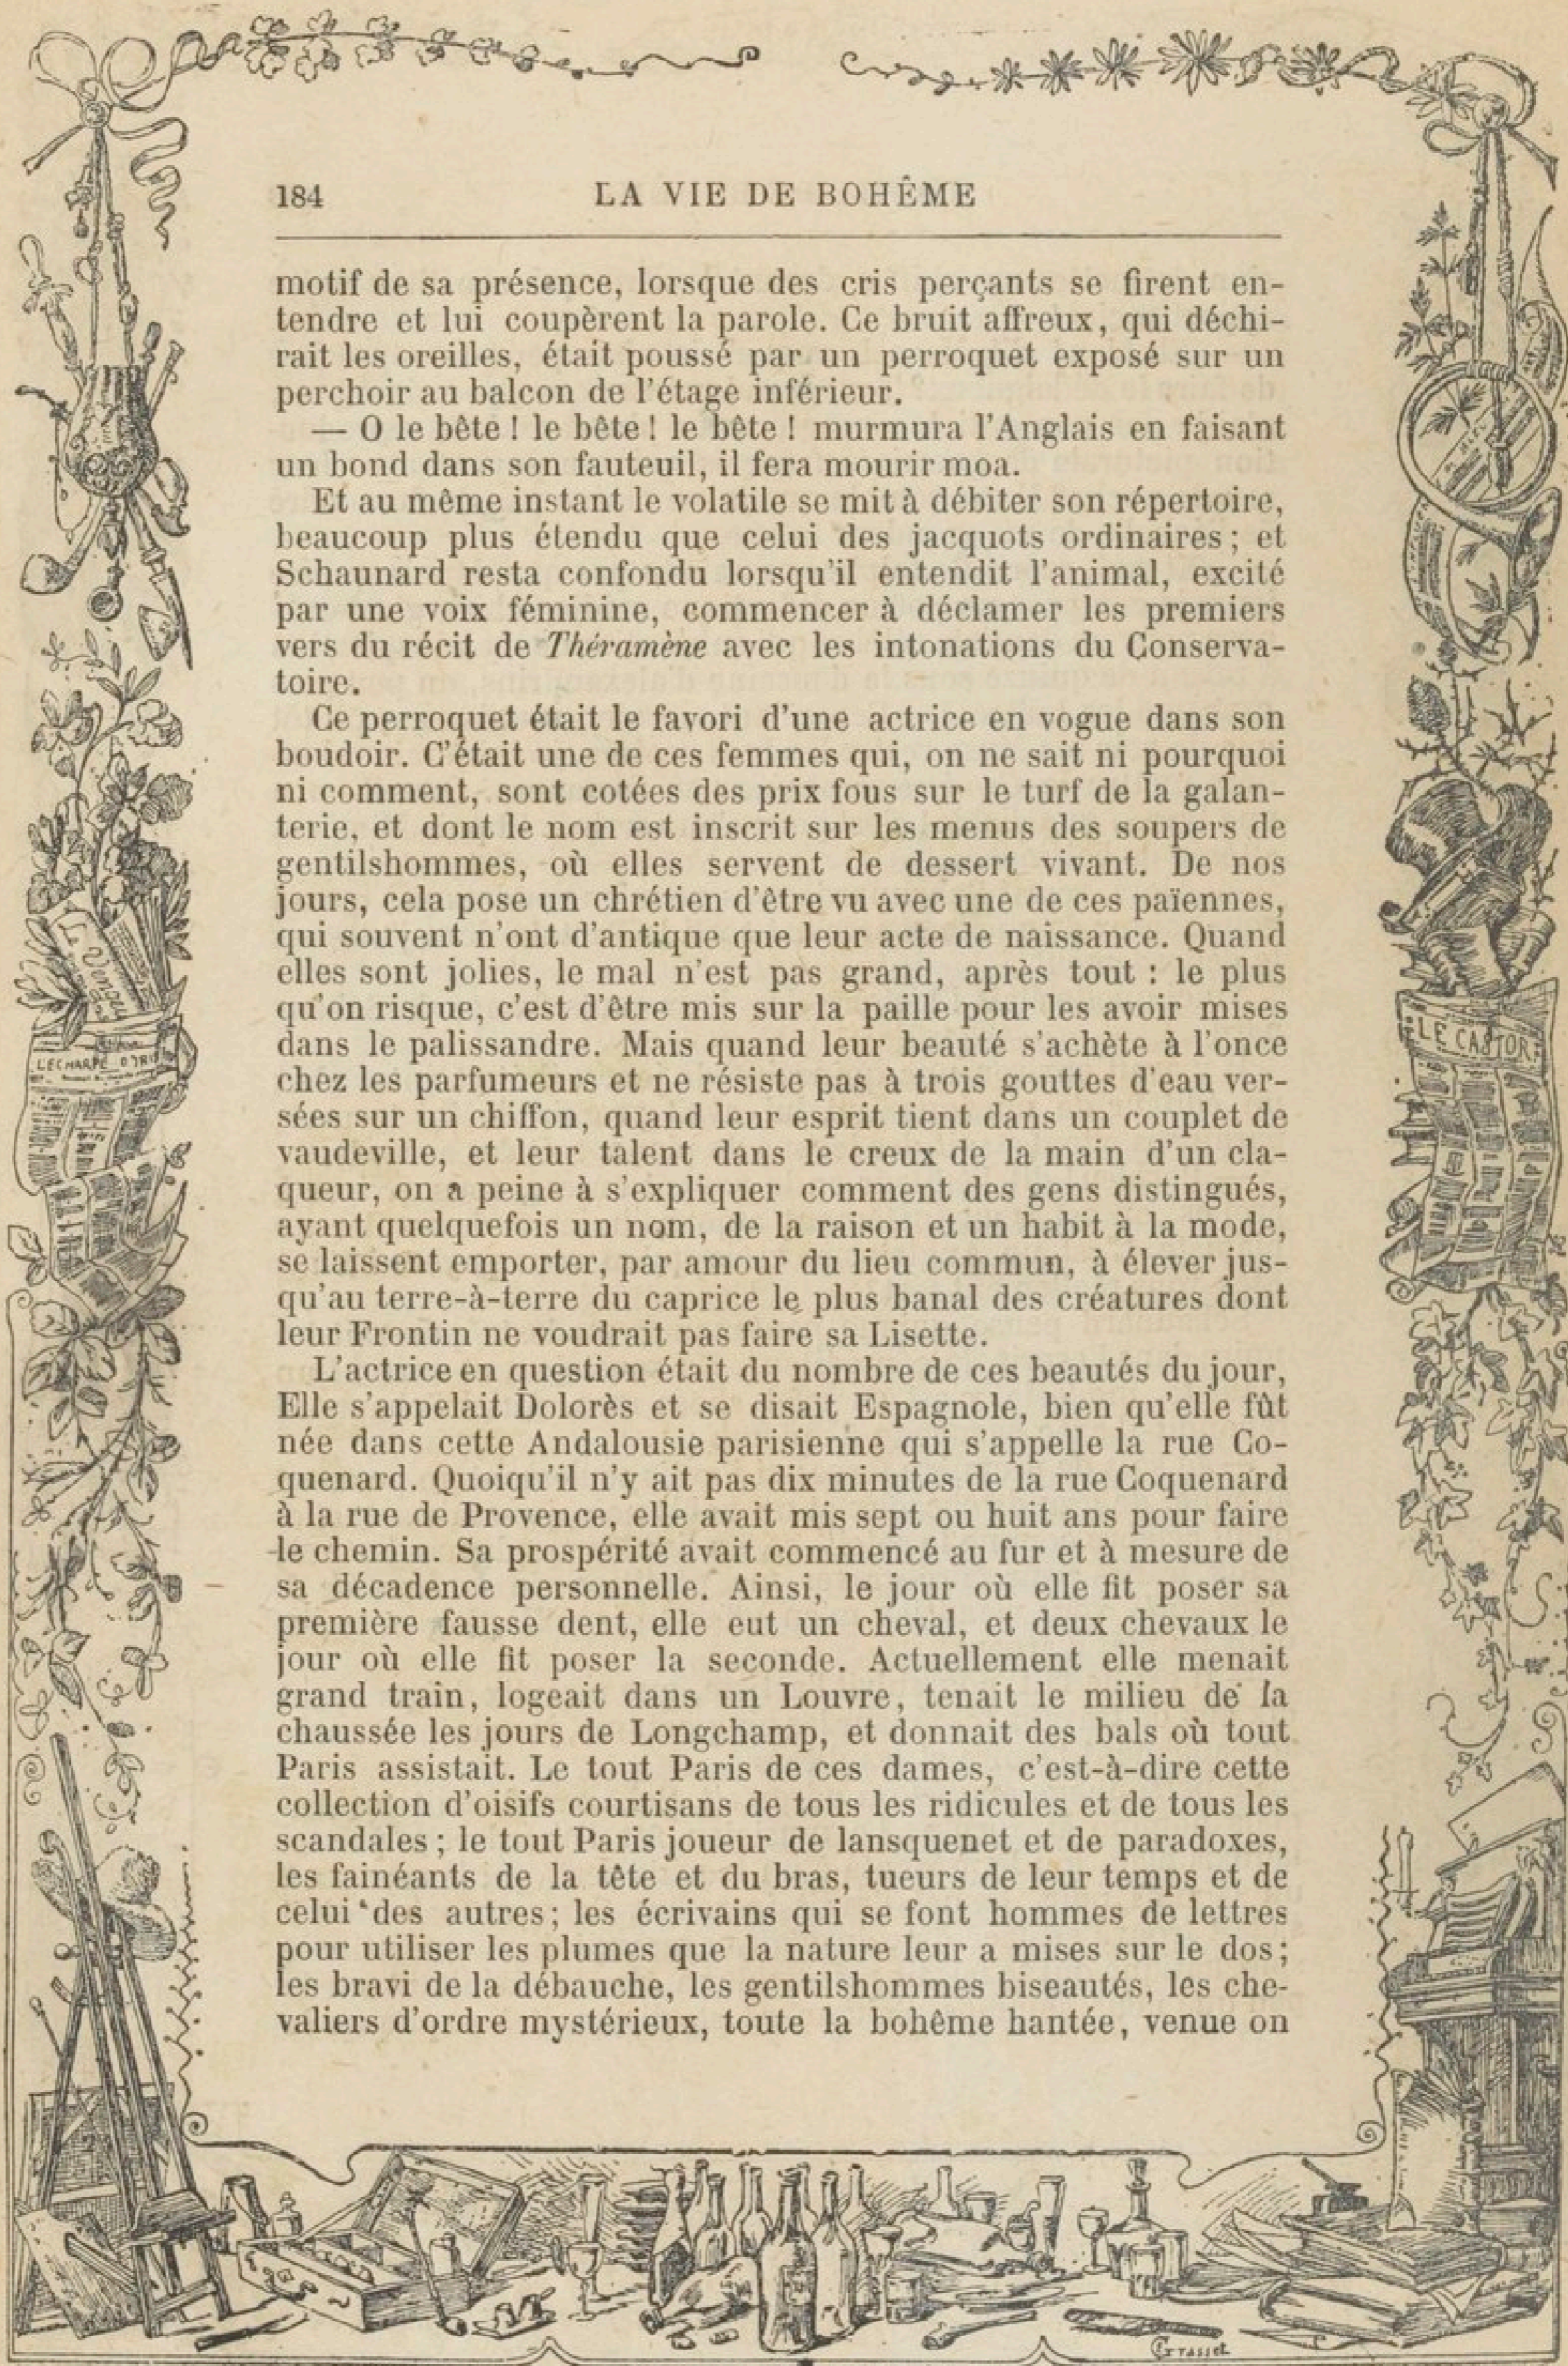 184
LA VIE DE BOHÊME
motif de sa présence, lorsque des cris perçants se firent en-
tendre et lui coupèrent la parole. Ce bruit affreux, qui déchi-
rait les oreilles, était poussé par un perroquet exposé sur un
perchoir au balcon de l'étage inférieur.
— O le bête ! le bête ! le bête ! murmura l'Anglais en faisant
un bond dans son fauteuil, il fera mourir moa.
Et au même instant le volatile se mit à débiter son répertoire,
beaucoup plus étendu que celui des jacquots ordinaires ; et
Schaunard resta confondu lorsqu'il entendit l'animal, excité
par une voix féminine, commencer à déclamer les premiers
vers du récit de Théramène avec les intonations du Conserva-
toire.
Ce perroquet était le favori d'une actrice en vogue dans son
boudoir. C'était une de ces femmes qui, on ne sait ni pourquoi
ni comment, sont cotées des prix fous sur le turf de la galan-
terie, et dont le nom est inscrit sur les menus des soupers de
gentilshommes, où elles servent de dessert vivant. De nos
jours, cela pose un chrétien d'être vu avec une de ces païennes,
qui souvent n'ont d'antique que leur acte de naissance. Quand
elles sont jolies, le mal n'est pas grand, après tout : le plus
qu'on risque, c'est d'être mis sur la paille pour les avoir mises
dans le palissandre. Mais quand leur beauté s'achète à l'once
chez les parfumeurs et ne résiste pas à trois gouttes d'eau ver-
sées sur un chiffon, quand leur esprit tient dans un couplet de
vaudeville, et leur talent dans le creux de la main d'un cla-
queur, on a peine à s'expliquer comment des gens distingués,
ayant quelquefois un nom, de la raison et un habit à la mode,
se laissent emporter, par amour du lieu commun, à élever jus-
qu'au terre-à-terre du caprice le plus banal des créatures dont
leur Frontin ne voudrait pas faire sa Lisette.
L'actrice en question était du nombre de ces beautés du jour,
Elle s'appelait Dolorès et se disait Espagnole, bien qu'elle fût
née dans cette Andalousie parisienne qui s'appelle la rue Co-
quenard. Quoiqu'il n'y ait pas dix minutes de la rue Coquenard
à la rue de Provence, elle avait mis sept ou huit ans pour faire
le chemin. Sa prospérité avait commencé au fur et à mesure de
sa décadence personnelle. Ainsi, le jour où elle fit poser sa
première fausse dent, elle eut un cheval, et deux chevaux le
jour où elle fit poser la seconde. Actuellement elle menait
grand train, logeait dans un Louvre, tenait le milieu de la
chaussée les jours de Longchamp, et donnait des bals où tout
Paris assistait. Le tout Paris de ces dames, c'est-à-dire cette
collection d'oisifs courtisans de tous les ridicules et de tous les
scandales ; le tout Paris joueur de lansquenet et de paradoxes,
les fainéants de la tête et du bras, tueurs de leur temps et de
celui des autres ; les écrivains qui se font hommes de lettres
pour utiliser les plumes que la nature leur a mises sur le dos ;
les bravi de la débauche, les gentilshommes biseautés, les che-
valiers d'ordre mystérieux, toute la bohême hantée, venue on
Le Vengeur
L'ECHARPE D'IRIS
LE CASTOR
Grasset